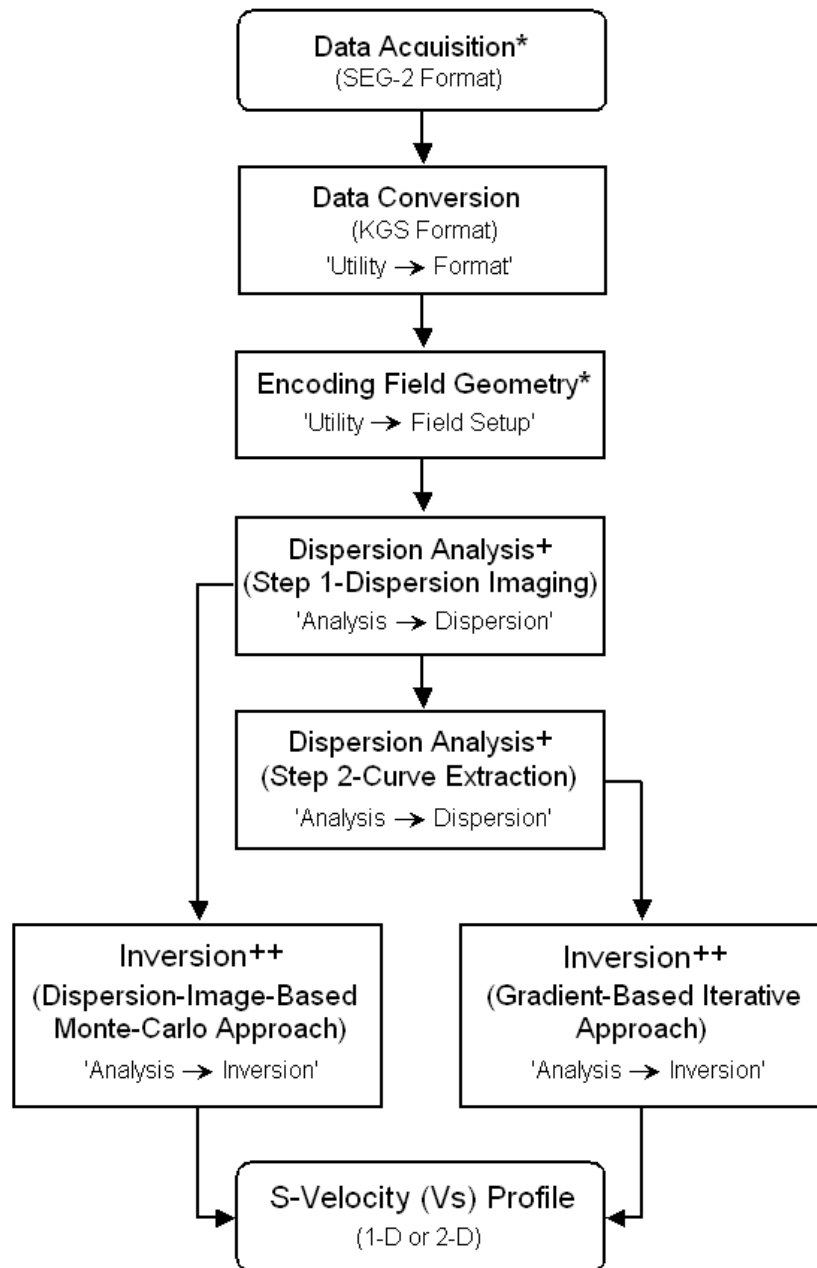 Data Acquisition*
(SEG-2 Format)
Data Conversion
(KGS Format)
'Utility → Format'
Encoding Field Geometry*
'Utility → Field Setup'
Dispersion Analysis+
(Step 1-Dispersion Imaging)
'Analysis → Dispersion'
Dispersion Analysis+
(Step 2-Curve Extraction)
'Analysis → Dispersion'
Inversion++
(Dispersion-Image-Based
Monte-Carlo Approach)
'Analysis → Inversion'
Inversion++
(Gradient-Based Iterative
Approach)
'Analysis → Inversion'
S-Velocity (Vs) Profile
(1-D or 2-D)